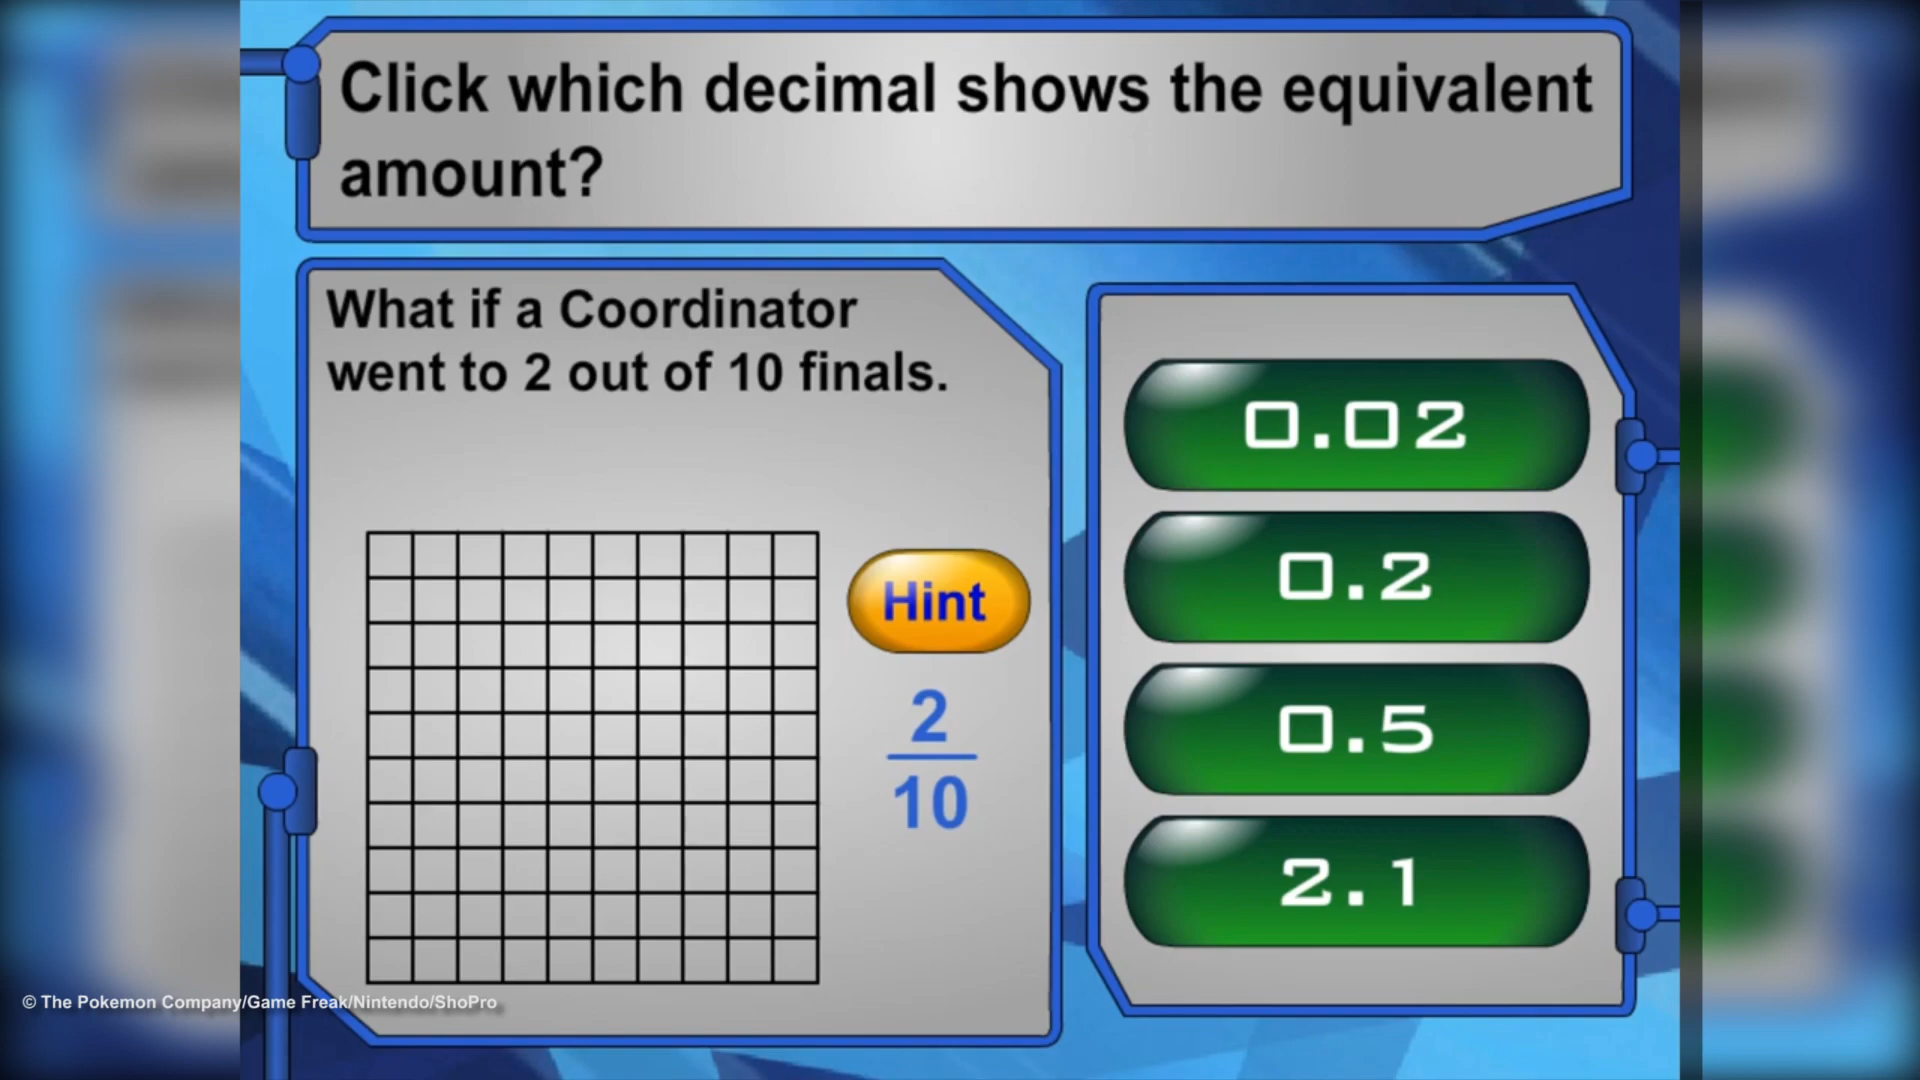 Click which decimal shows the equivalent
amount?
What if a Coordinator
went to 2 out of 10 finals.
Hint
2
10
0.02
0.2
0.5
2.1
© The Pokemon Company/Game Freak/Nintendo/ShoPro